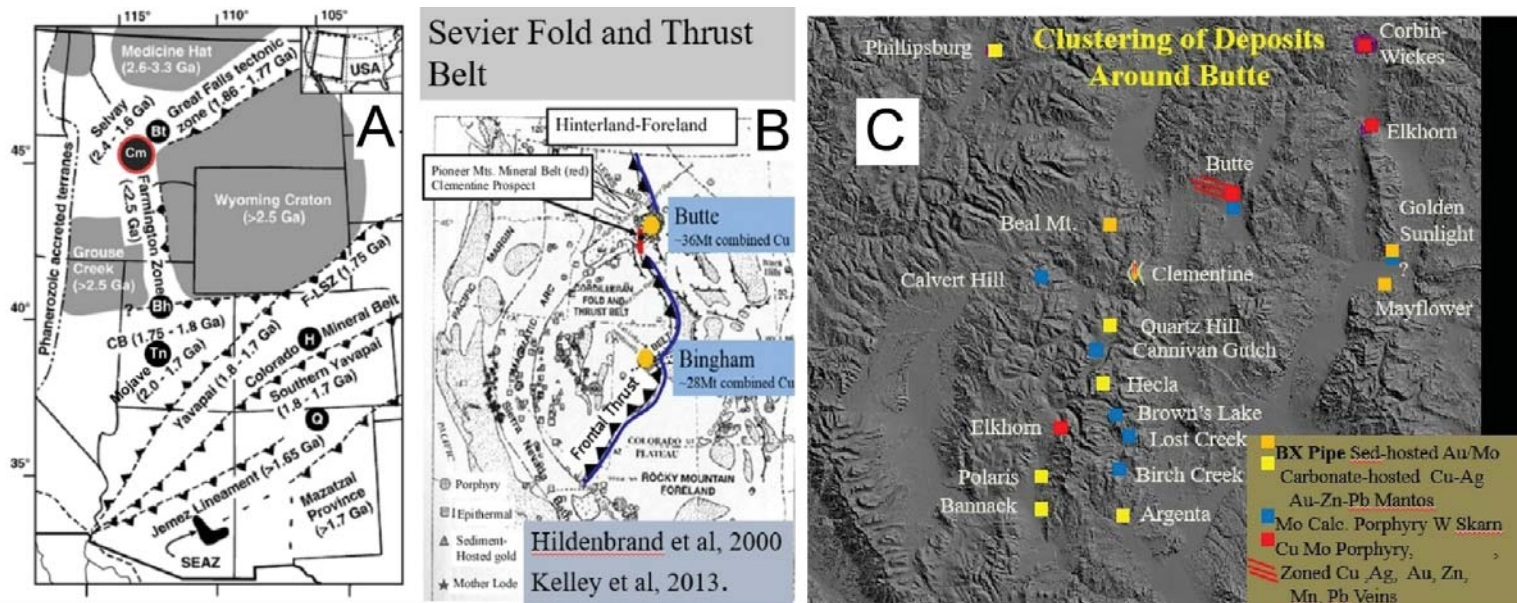 115°
110°
105°
Medicine Hat
(2.6-3.3 Ga)
USA
Great Falls tectonic
zone (1.86 - 1.77 Ga)
A
Selway
(2.4 - 1.6 Ga)
Bt
Cm
45°
Wyoming Craton
(>2.5 Ga)
Farmington Zone
(<2.5 Ga)
Phanerozoic accreted terranes
Grouse
Creek
(>2.5 Ga)
40°
?
Bh
F-LSZ (1.75 Ga)
CB (1.75 - 1.8 Ga)
Tn
H
Colorado Mineral Belt
Mojave
(2.0 - 1.7 Ga)
Yavapai (1.8 - 1.7 Ga)
Southern Yavapai
(1.8 - 1.7 Ga)
Q
35°
Jemez Lineament (>1.65 Ga)
Mazatzal
Province
(>1.7 Ga)
SEAZ
Sevier Fold and Thrust
Belt
B
Hinterland-Foreland
Pioneer Mts. Mineral Belt (red)
Clementine Prospect
Butte
~36Mt combined Cu
MARGIN
PACIFIC
ARC
MAGMATIC
CORDILLERAN
FOLD AND
THRUST BELT
Bingham
~28Mt combined Cu
Frontal Thrust
Sierra Nevada
COLORADO
PLATEAU
ROCKY MOUNTAIN
FORELAND
PACIFIC
Porphyry
Epithermal
Sediment-
Hosted gold
Mother Lode
Hildenbrand et al, 2000
Kelley et al, 2013.
C
Clustering of Deposits
Around Butte
Phillipsburg
Corbin-
Wickes
Elkhorn
Butte
Beal Mt.
Golden
Sunlight
Calvert Hill
Clementine
?
Mayflower
Quartz Hill
Cannivan Gulch
Hecla
Brown's Lake
Elkhorn
Lost Creek
Polaris
Birch Creek
Bannack
Argenta
BX Pipe Sed-hosted Au/Mo
Carbonate-hosted Cu-Ag
Au-Zn-Pb Mantos
Mo Calc. Porphyry W Skarn
Cu Mo Porphyry, ,
Zoned Cu ,Ag, Au, Zn,
Mn, Pb Veins